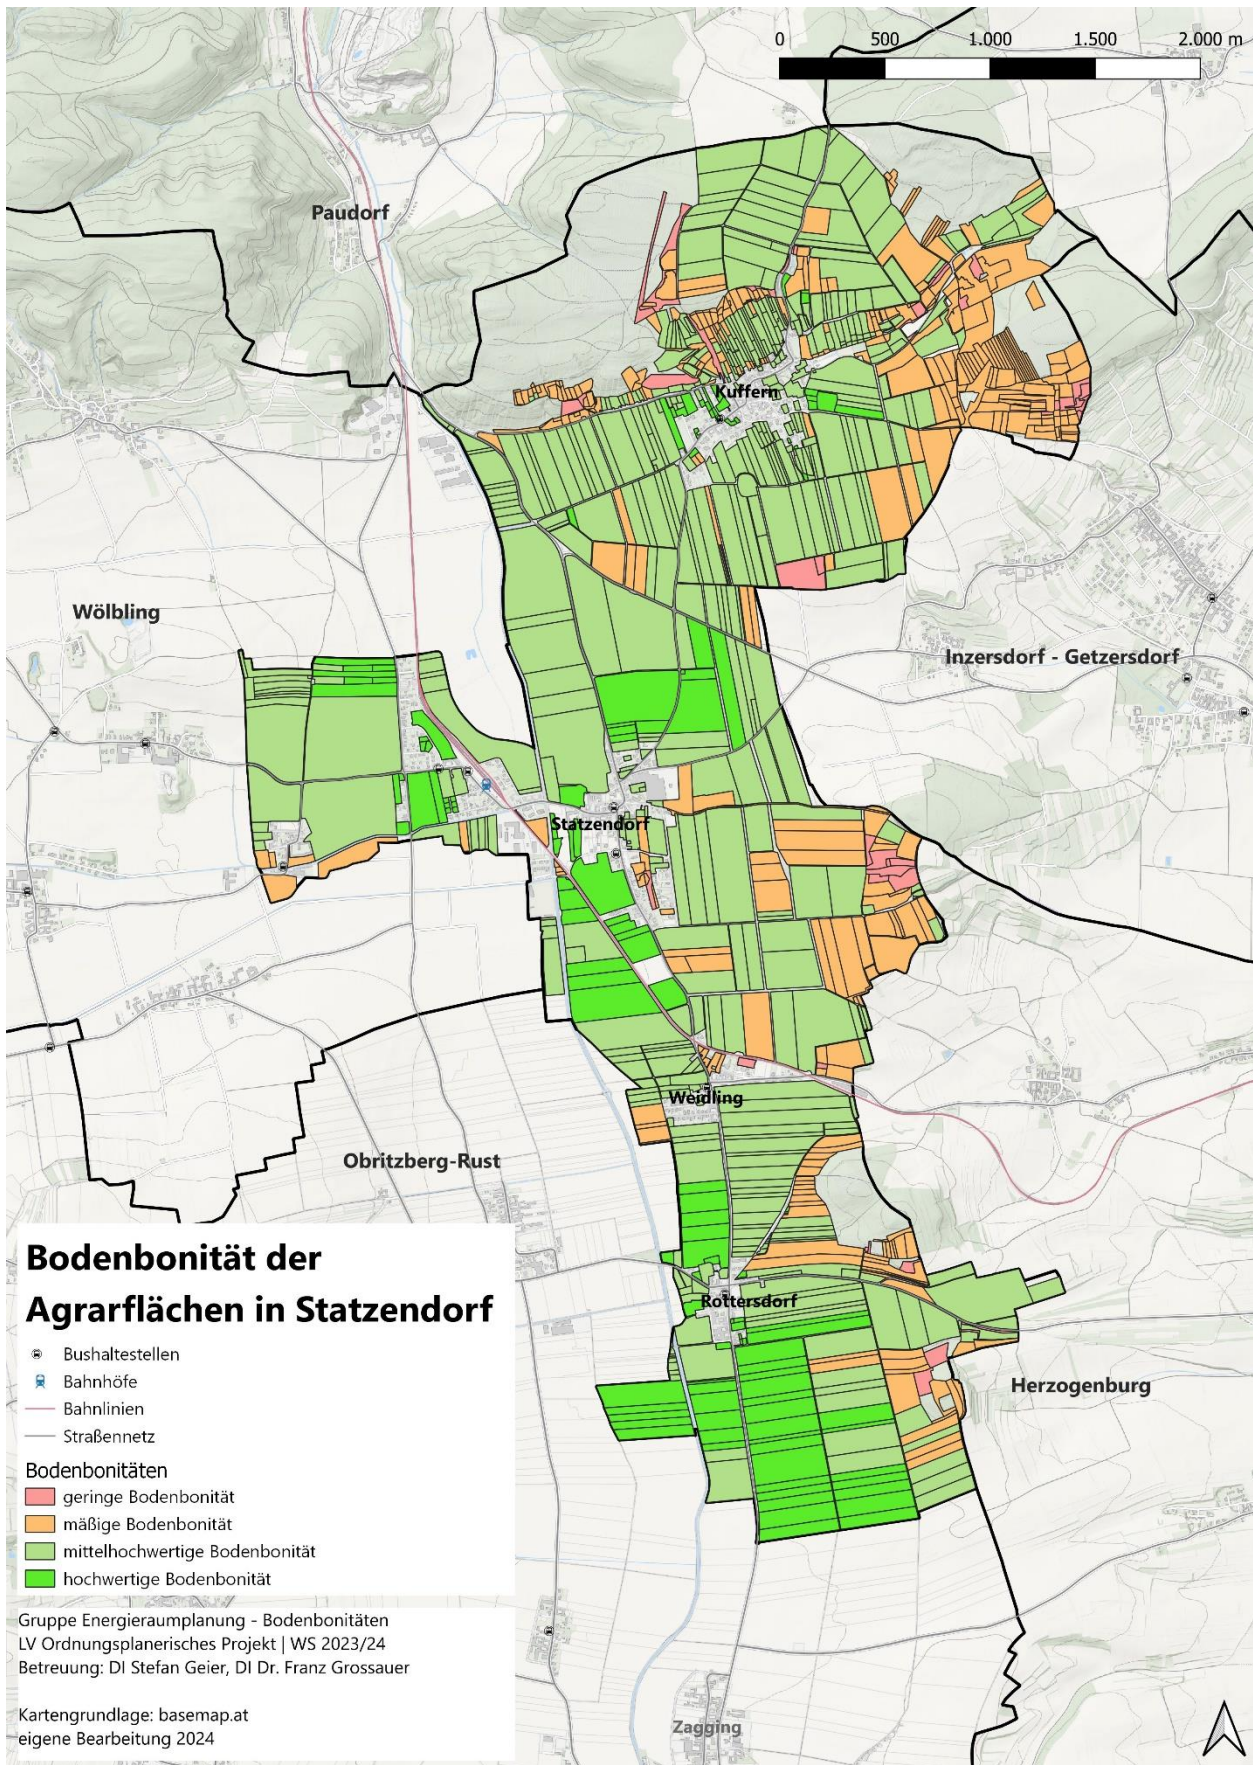 0 500 1.000 1.500 2.000 m
Paudorf
Kuffern
Wölbling
Inzersdorf - Getzersdorf
Statzendorf
Weidling
Obritzberg-Rust
Rottersdorf
Herzogenburg
Zagging
Bodenbonität der
Agrarflächen in Statzendorf
Bushaltestellen
Bahnhöfe
Bahnlinien
Straßennetz
Bodenbonitäten
geringe Bodenbonität
mäßige Bodenbonität
mittelhochwertige Bodenbonität
hochwertige Bodenbonität
Gruppe Energieraumplanung - Bodenbonitäten
LV Ordnungsplanerisches Projekt | WS 2023/24
Betreuung: DI Stefan Geier, DI Dr. Franz Grossauer
Kartengrundlage: basemap.at
eigene Bearbeitung 2024